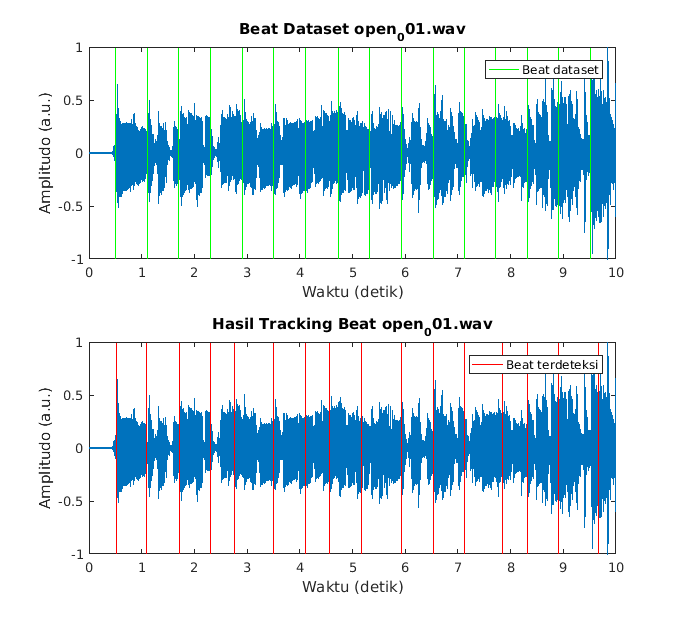 Beat Dataset open₀01.wav
Beat dataset
1
0.5
0
-0.5
-1
Amplitudo (a.u.)
0 1 2 3 4 5 6 7 8 9 10
Waktu (detik)
Hasil Tracking Beat open₀01.wav
Beat terdeteksi
1
0.5
0
-0.5
-1
Amplitudo (a.u.)
0 1 2 3 4 5 6 7 8 9 10
Waktu (detik)